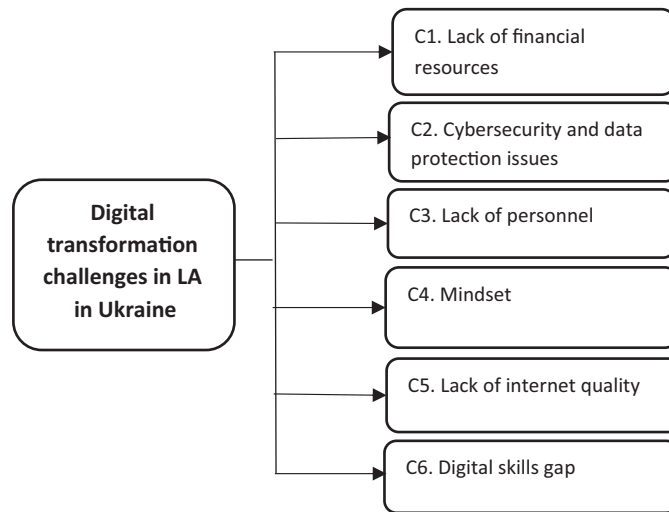 Digital
transformation
challenges in LA
in Ukraine
C1. Lack of financial
resources
C2. Cybersecurity and data
protection issues
C3. Lack of personnel
C4. Mindset
C5. Lack of internet quality
C6. Digital skills gap